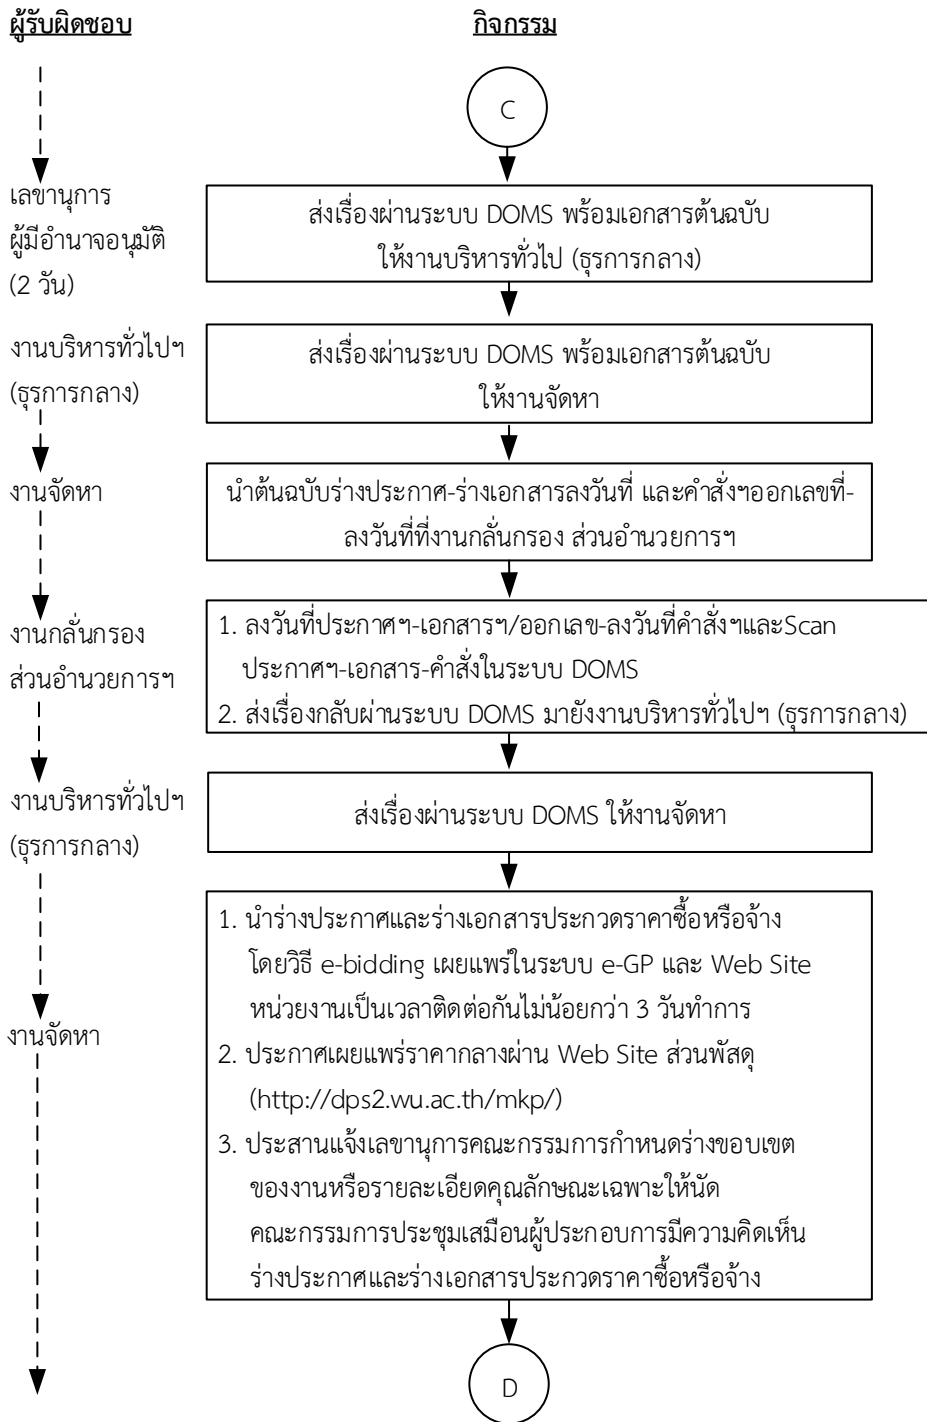 ผู้รับผิดชอบ
กิจกรรม
C
เลขานุการ
ผู้มีอำนาจอนุมัติ
(2 วัน)
ส่งเรื่องผ่านระบบ DOMS พร้อมเอกสารต้นฉบับ
ให้งานบริหารทั่วไป (ธุรการกลาง)
งานบริหารทั่วไปฯ
(ธุรการกลาง)
ส่งเรื่องผ่านระบบ DOMS พร้อมเอกสารต้นฉบับ
ให้งานจัดหา
งานจัดหา
นำต้นฉบับร่างประกาศ-ร่างเอกสารลงวันที่ และคำสั่งฯออกเลขที่-
ลงวันที่ที่งานกลั่นกรอง ส่วนอำนวยการฯ
งานกลั่นกรอง
ส่วนอำนวยการฯ
1. ลงวันที่ประกาศฯ-เอกสารฯ/ออกเลข-ลงวันที่คำสั่งฯและScan
ประกาศฯ-เอกสาร-คำสั่งในระบบ DOMS
2. ส่งเรื่องกลับผ่านระบบ DOMS มายังงานบริหารทั่วไปฯ (ธุรการกลาง)
งานบริหารทั่วไปฯ
(ธุรการกลาง)
ส่งเรื่องผ่านระบบ DOMS ให้งานจัดหา
งานจัดหา
1. นำร่างประกาศและร่างเอกสารประกวดราคาซื้อหรือจ้าง
โดยวิธี e-bidding เผยแพร่ในระบบ e-GP และ Web Site
หน่วยงานเป็นเวลาติดต่อกันไม่น้อยกว่า 3 วันทำการ
2. ประกาศเผยแพร่ราคากลางผ่าน Web Site ส่วนพัสดุ
(http://dps2.wu.ac.th/mkp/)
3. ประสานแจ้งเลขานุการคณะกรรมการกำหนดร่างขอบเขต
ของงานหรือรายละเอียดคุณลักษณะเฉพาะให้นัด
คณะกรรมการประชุมเสมือนผู้ประกอบการมีความคิดเห็น
ร่างประกาศและร่างเอกสารประกวดราคาซื้อหรือจ้าง
D